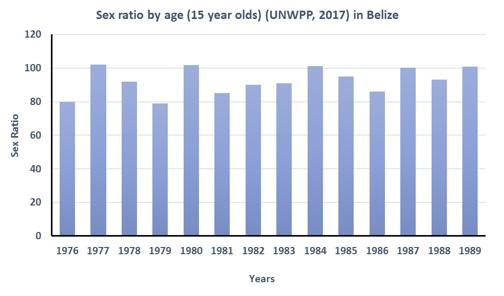 Sex ratio by age (15 year olds) (UNWPP, 2017) in Belize
120
100
80
60
40
20
0
Sex Ratio
1976 1977 1978 1979 1980 1981 1982 1983 1984 1985 1986 1987 1988 1989
Years